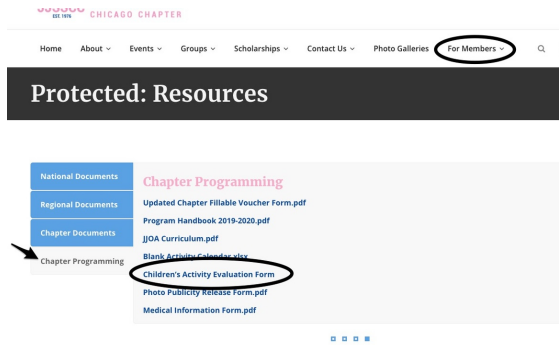 EST. 1976 CHICAGO CHAPTER
Home About Events Groups Scholarships Contact Us Photo Galleries For Members
Protected: Resources
National Documents
Regional Documents
Chapter Documents
Chapter Programming
Chapter Programming
Updated Chapter Fillable Voucher Form.pdf
Program Handbook 2019-2020.pdf
JJOA Curriculum.pdf
Blank Activity Calendar.xlsx
Children's Activity Evaluation Form
Photo Publicity Release Form.pdf
Medical Information Form.pdf